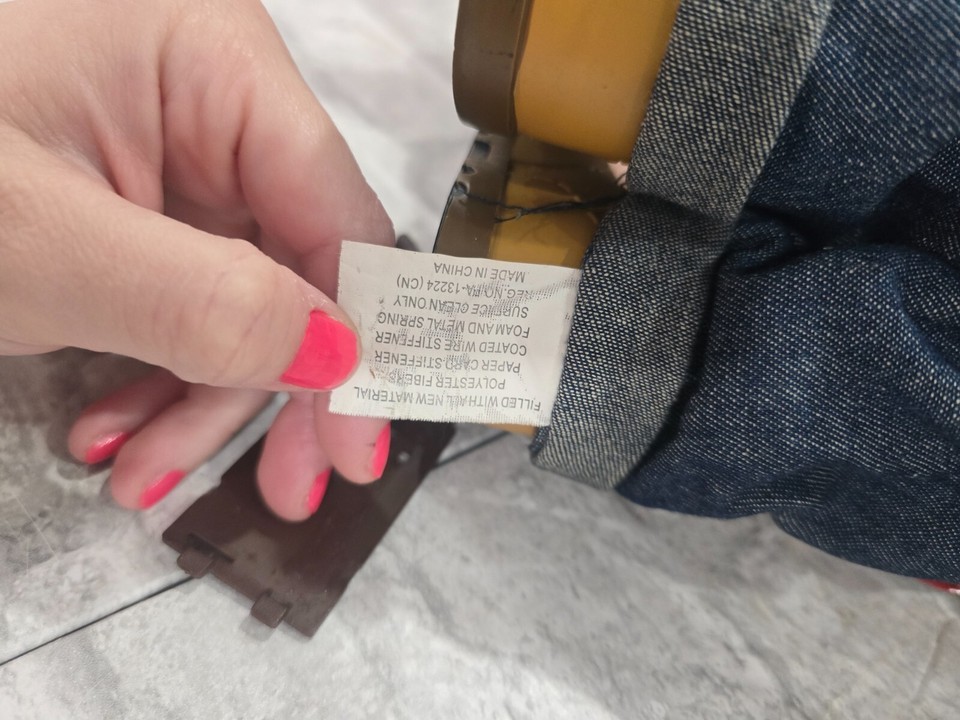 FILLED WITH ALL NEW MATERIAL
POLYESTER FIBERS
PAPER CARD STIFFENER
COATED WIRE STIFFENER
FOAM AND METAL SPRING
SURFACE CLEAN ONLY
REG.NO.PA-13224 (CN)
MADE IN CHINA